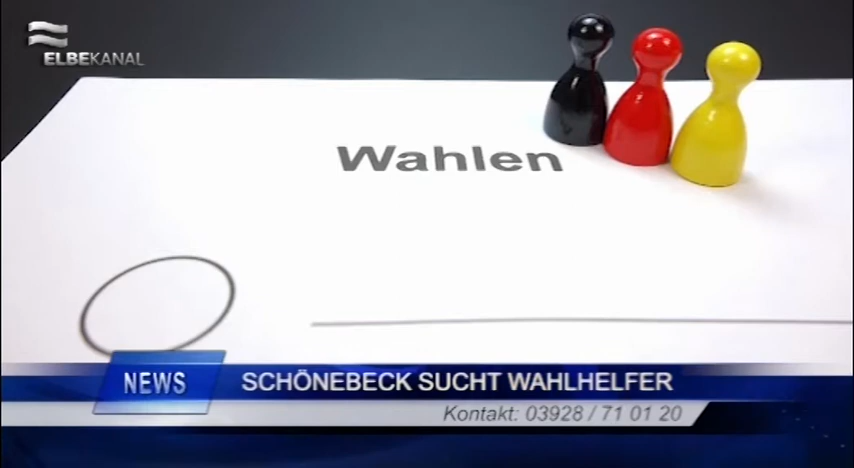 ELBEKANAL
Wahlen
NEWS
SCHÖNEBECK SUCHT WAHLHELFER
Kontakt: 03928 / 71 01 20